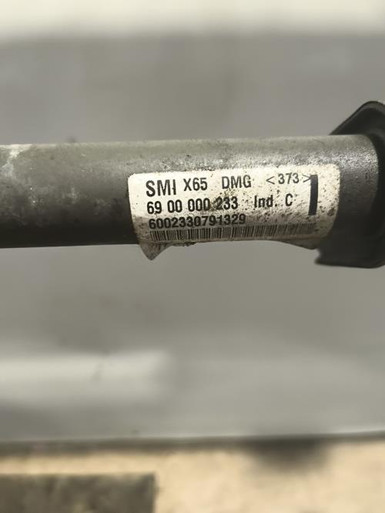 SMI X65 DMG <373>
69 00 000 233 Ind C
6002330791329